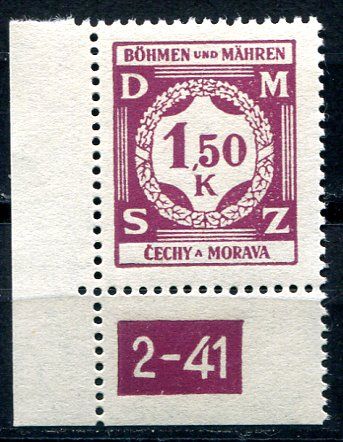 BÖHMEN UND MÄHREN
D M
1,50
K
S Z
ČECHY A MORAVA
2-41